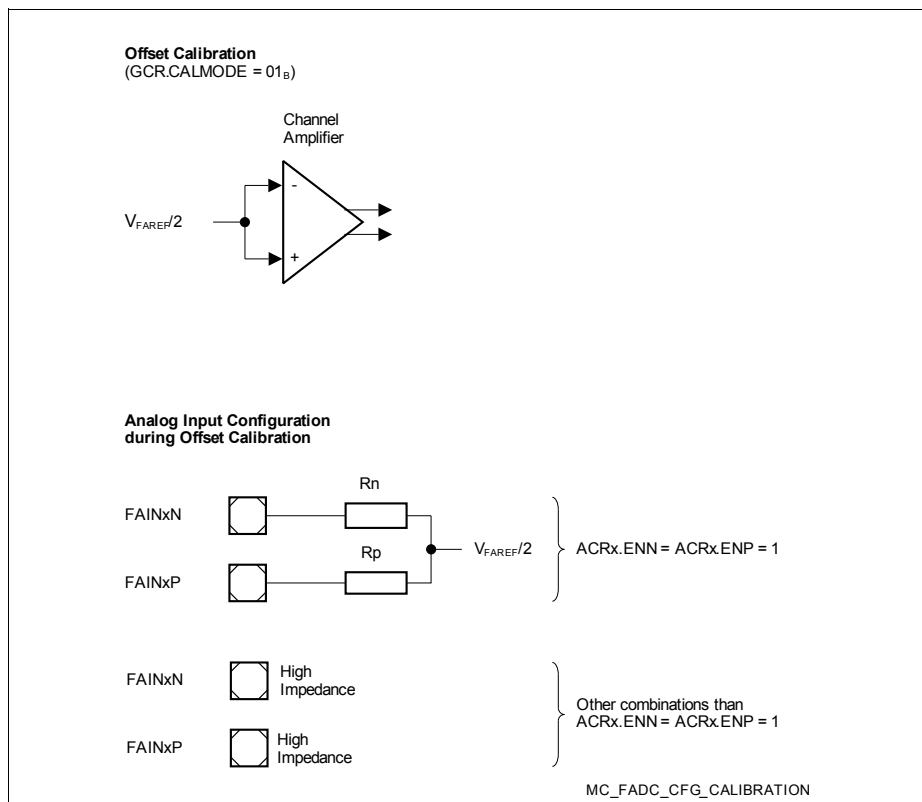 Offset Calibration
(GCR.CALMODE = 01B)
Channel
Amplifier
-
VFAREF/2
+
Analog Input Configuration
during Offset Calibration
Rn
FAINxN
VFAREF/2
ACRx.ENN = ACRx.ENP = 1
Rp
FAINxP
FAINxN
High
Impedance
Other combinations than
ACRx.ENN = ACRx.ENP = 1
FAINxP
High
Impedance
MC_FADC_CFG_CALIBRATION